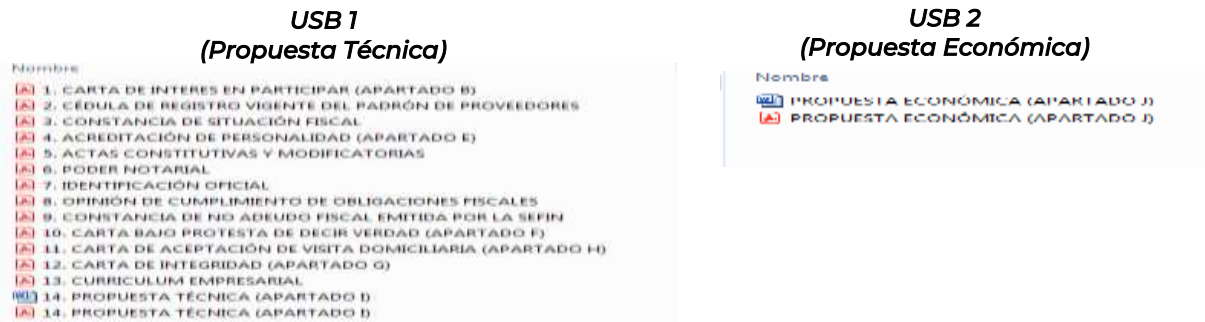 USB 1
(Propuesta Técnica)
Nombre
1. CARTA DE INTERES EN PARTICIPAR (APARTADO B)
2. CÉDULA DE REGISTRO VIGENTE DEL PADRÓN DE PROVEEDORES
3. CONSTANCIA DE SITUACIÓN FISCAL
4. ACREDITACIÓN DE PERSONALIDAD (APARTADO E)
5. ACTAS CONSTITUTIVAS Y MODIFICATORIAS
6. PODER NOTARIAL
7. IDENTIFICACIÓN OFICIAL
8. OPINIÓN DE CUMPLIMIENTO DE OBLIGACIONES FISCALES
9. CONSTANCIA DE NO ADEUDO FISCAL EMITIDA POR LA SEFIN
10. CARTA BAJO PROTESTA DE DECIR VERDAD (APARTADO F)
11. CARTA DE ACEPTACIÓN DE VISITA DOMICILIARIA (APARTADO H)
12. CARTA DE INTEGRIDAD (APARTADO G)
13. CURRICULUM EMPRESARIAL
14. PROPUESTA TÉCNICA (APARTADO I)
14. PROPUESTA TÉCNICA (APARTADO I)
USB 2
(Propuesta Económica)
Nombre
PROPUESTA ECONÓMICA (APARTADO J)
PROPUESTA ECONÓMICA (APARTADO J)